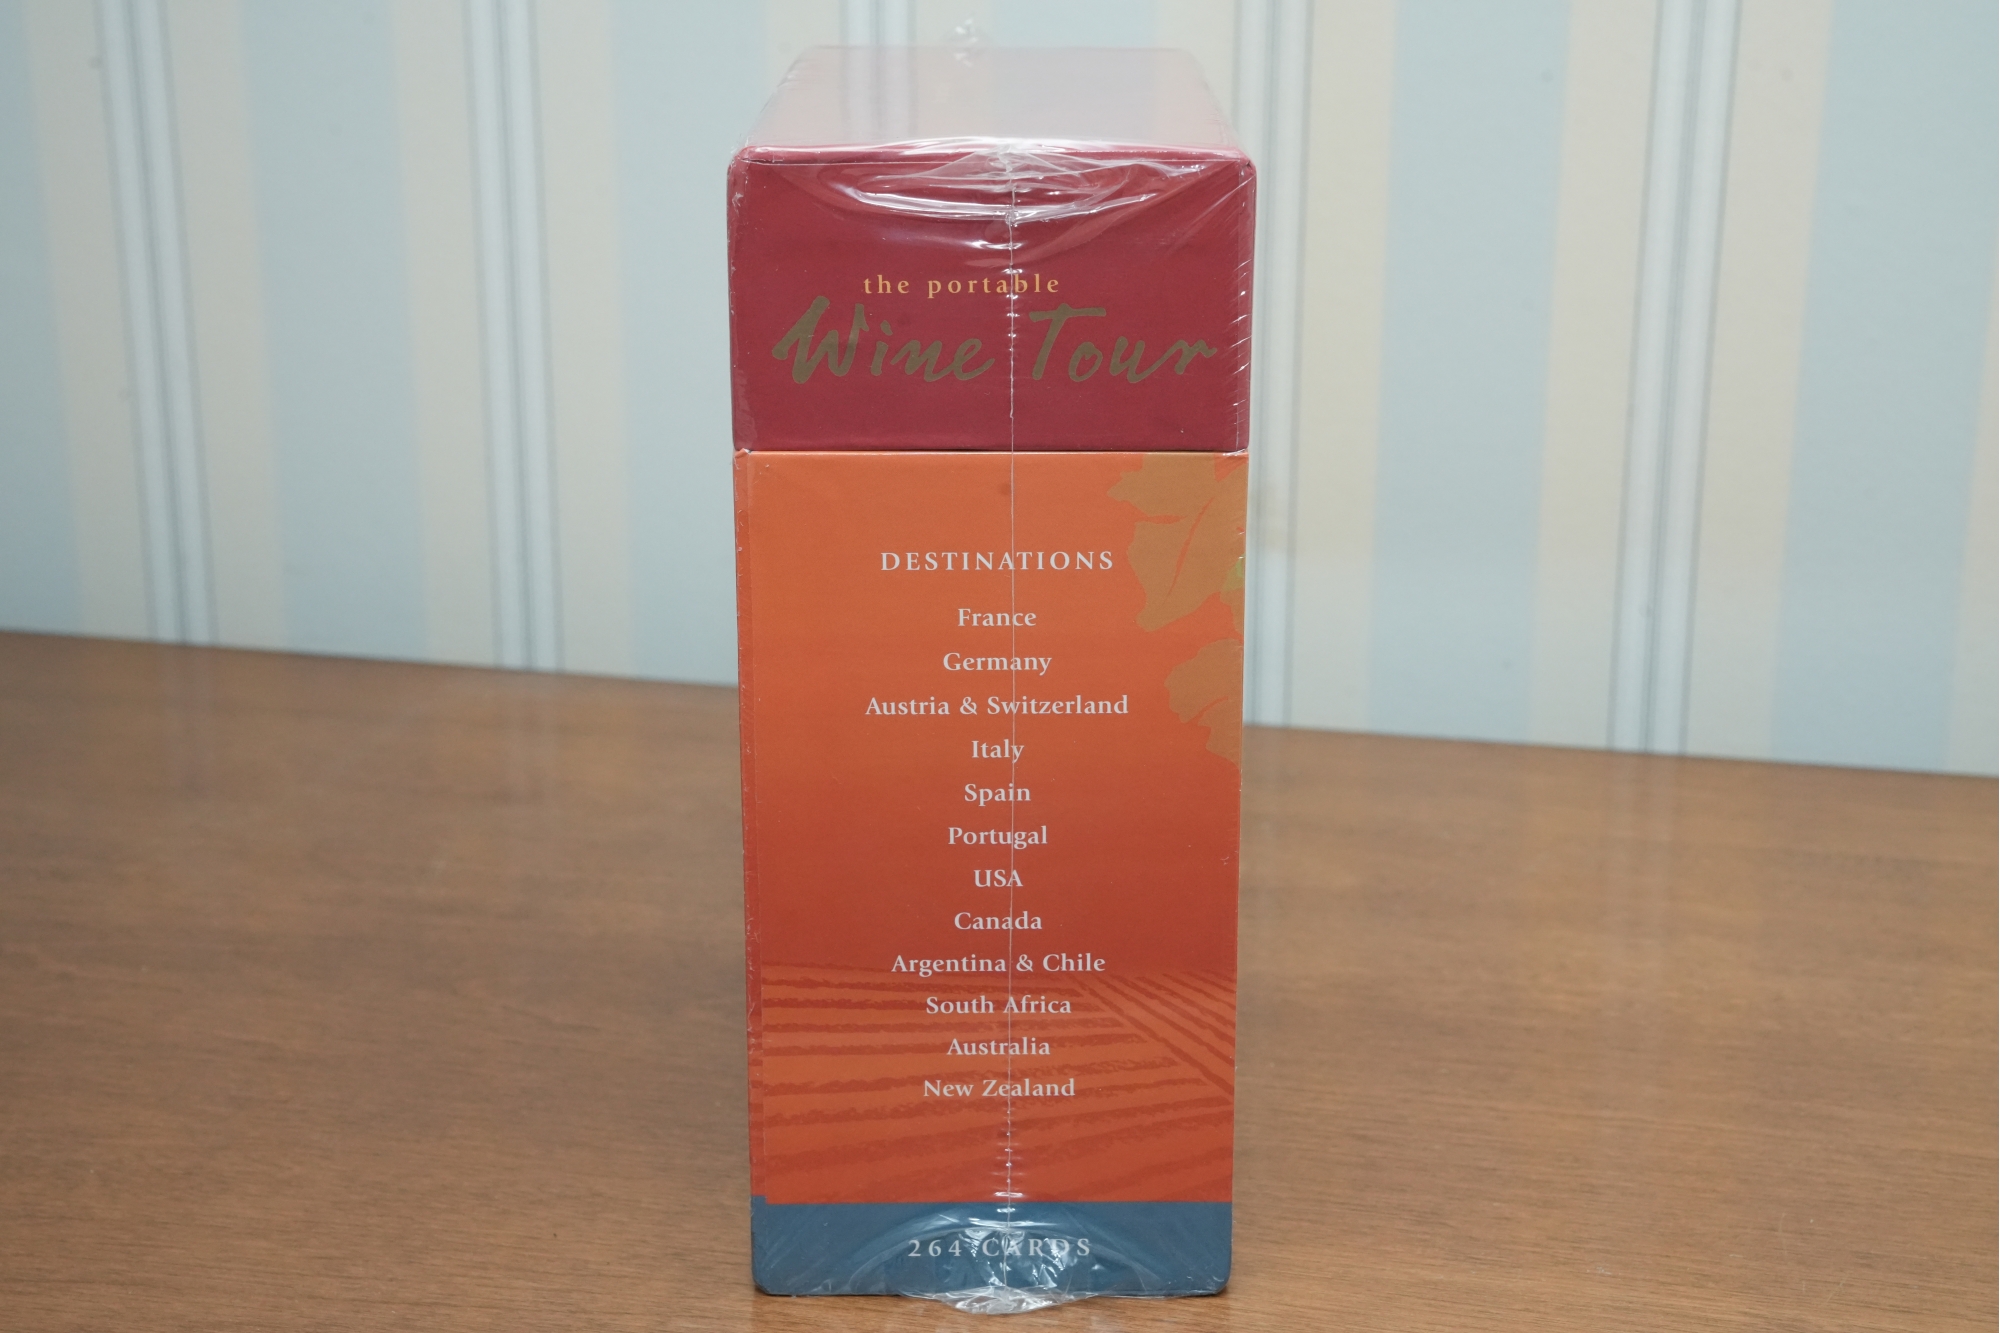 the portable
Wine Tour
DESTINATIONS
France
Germany
Austria & Switzerland
Italy
Spain
Portugal
USA
Canada
Argentina & Chile
South Africa
Australia
New Zealand
264 CARDS